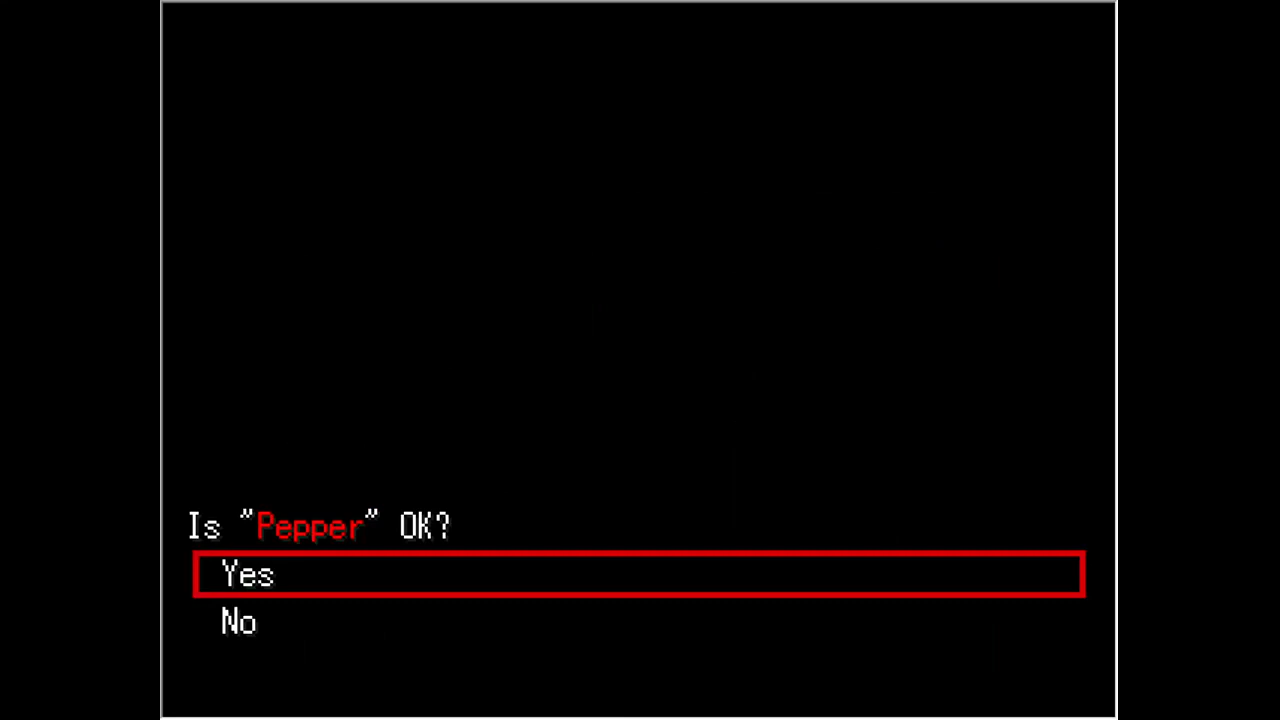 Is "Pepper" OK?
Yes
No